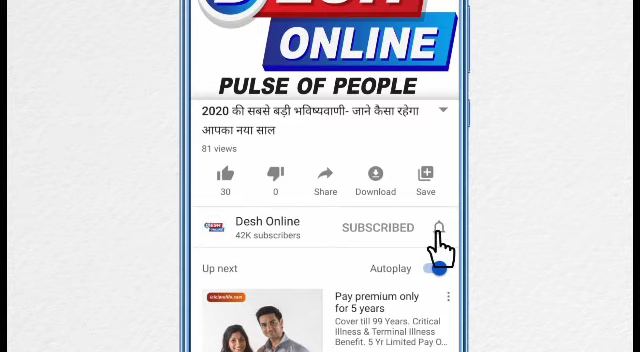 DESH
ONLINE
PULSE OF PEOPLE
2020 की सबसे बड़ी भविष्यवाणी- जाने कैसा रहेगा
आपका नया साल
81 views
30
0
Share
Download
Save
Desh Online
42K subscribers
SUBSCRIBED
Up next
Autoplay
Pay premium only
for 5 years
Cover till 99 Years. Critical
Illness & Terminal Illness
Benefit. 5 Yr Limited Pay O...